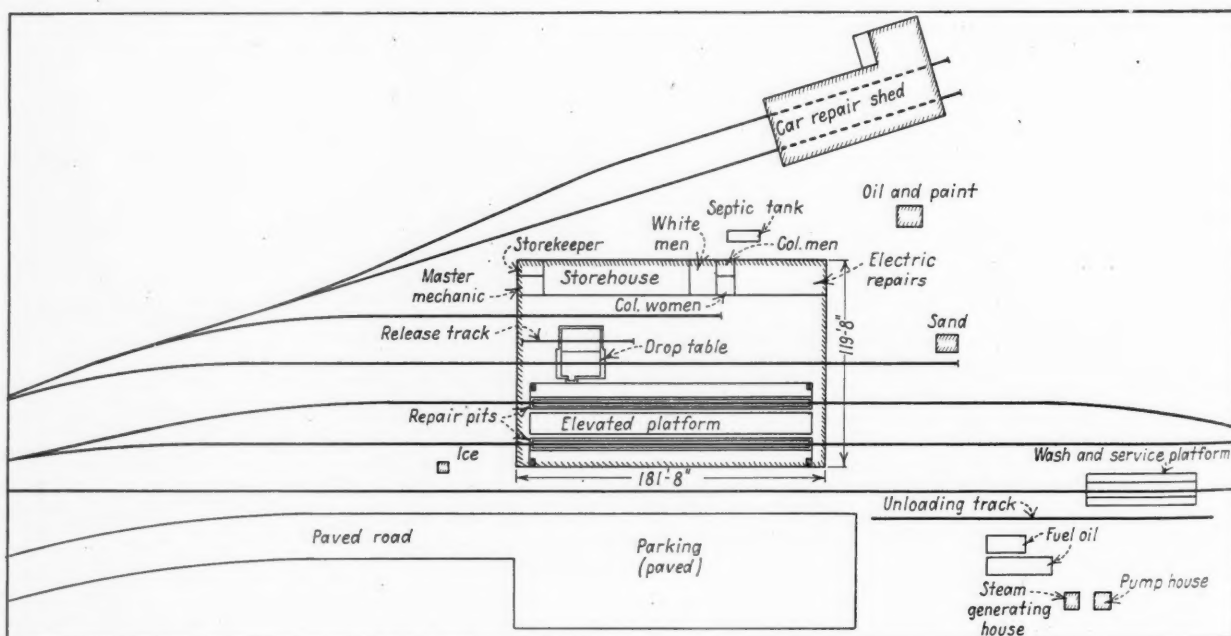 Car repair shed
Oil and paint
Septic tank
White
men
Col. men
Storekeeper
Storehouse
Electric
repairs
Master
mechanic
Col. women
Release track
Drop table
119'-8"
Sand
Repair pits
Elevated platform
Ice
181'-8"
Wash and service platform
Unloading track
Paved road
Parking
(paved)
Fuel oil
Steam
generating
house
Pump house